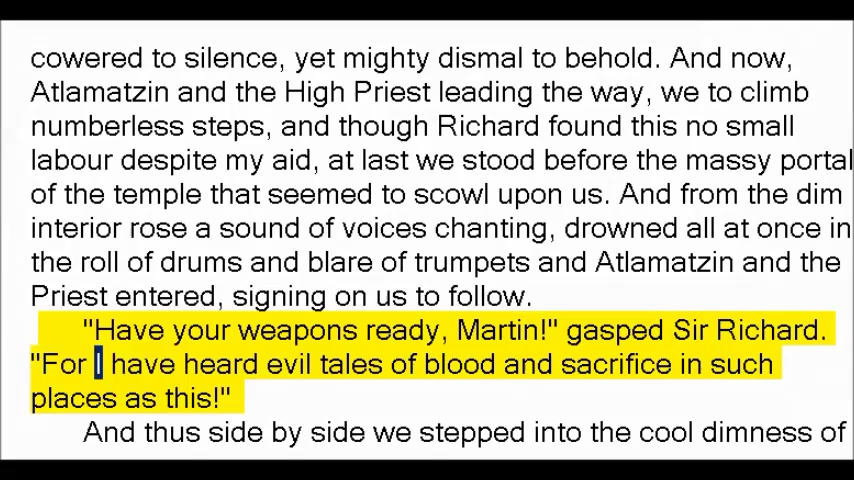 cowered to silence, yet mighty dismal to behold. And now,
Atlamatzin and the High Priest leading the way, we to climb
numberless steps, and though Richard found this no small
labour despite my aid, at last we stood before the massy portal
of the temple that seemed to scowl upon us. And from the dim
interior rose a sound of voices chanting, drowned all at once in
the roll of drums and blare of trumpets and Atlamatzin and the
Priest entered, signing on us to follow.
"Have your weapons ready, Martin!" gasped Sir Richard.
"For I have heard evil tales of blood and sacrifice in such
places as this!"
And thus side by side we stepped into the cool dimness of